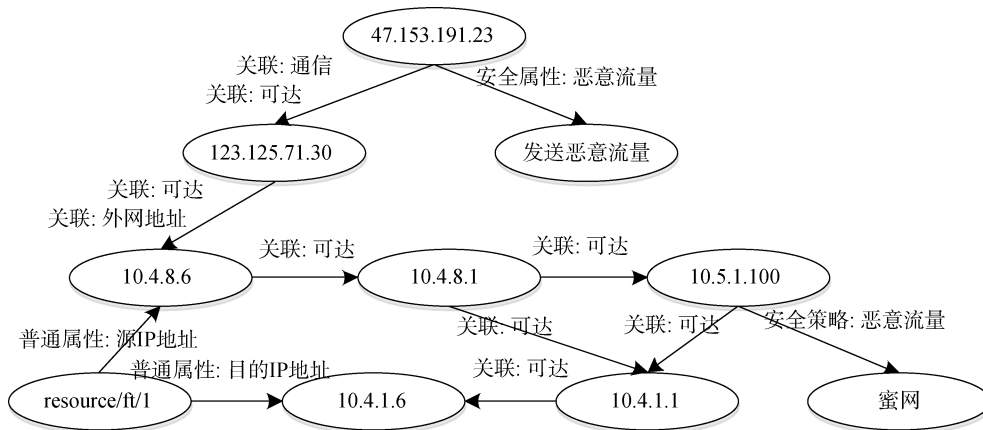 47.153.191.23
关联: 通信
安全属性: 恶意流量
关联: 可达
123.125.71.30
发送恶意流量
关联: 可达
关联: 外网地址
关联: 可达
关联: 可达
10.4.8.6
10.4.8.1
10.5.1.100
普通属性: 源IP地址
关联: 可达
关联: 可达
安全策略: 恶意流量
普通属性: 目的IP地址
关联: 可达
resource/ft/1
10.4.1.6
10.4.1.1
蜜网